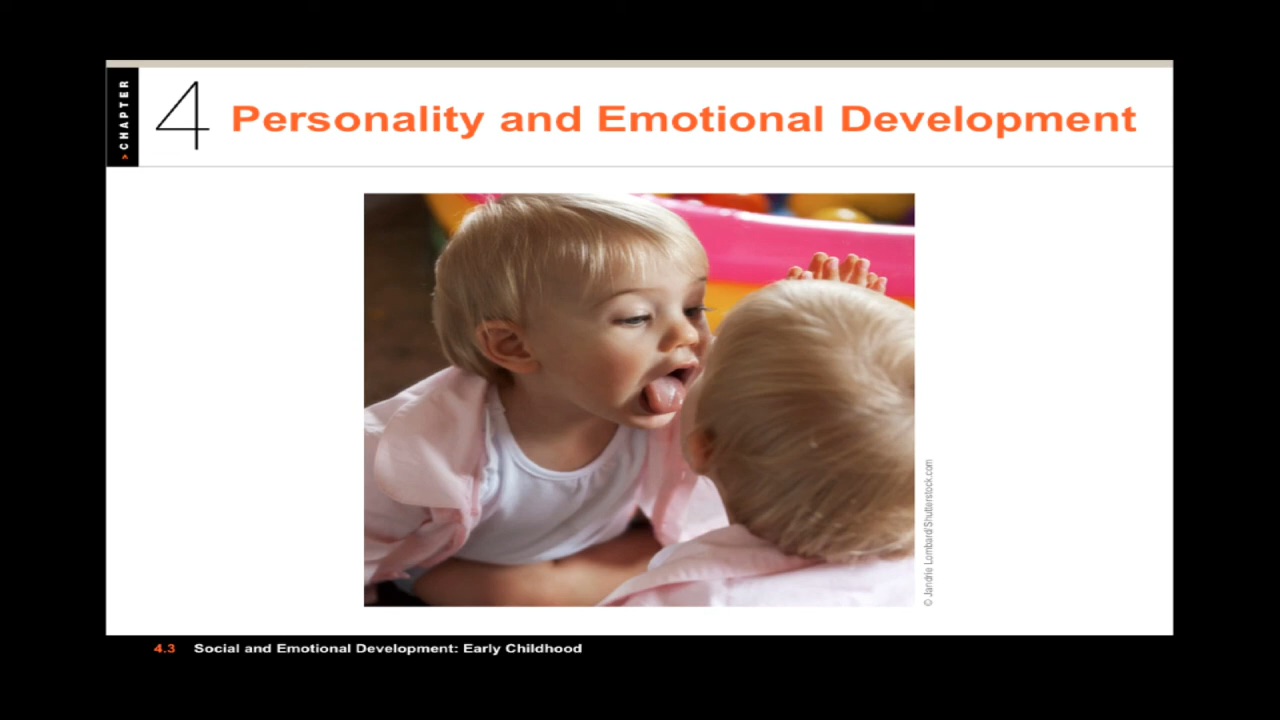 > CHAPTER
4 Personality and Emotional Development
© Jandrie Lombard/Shutterstock.com
4.3 Social and Emotional Development: Early Childhood